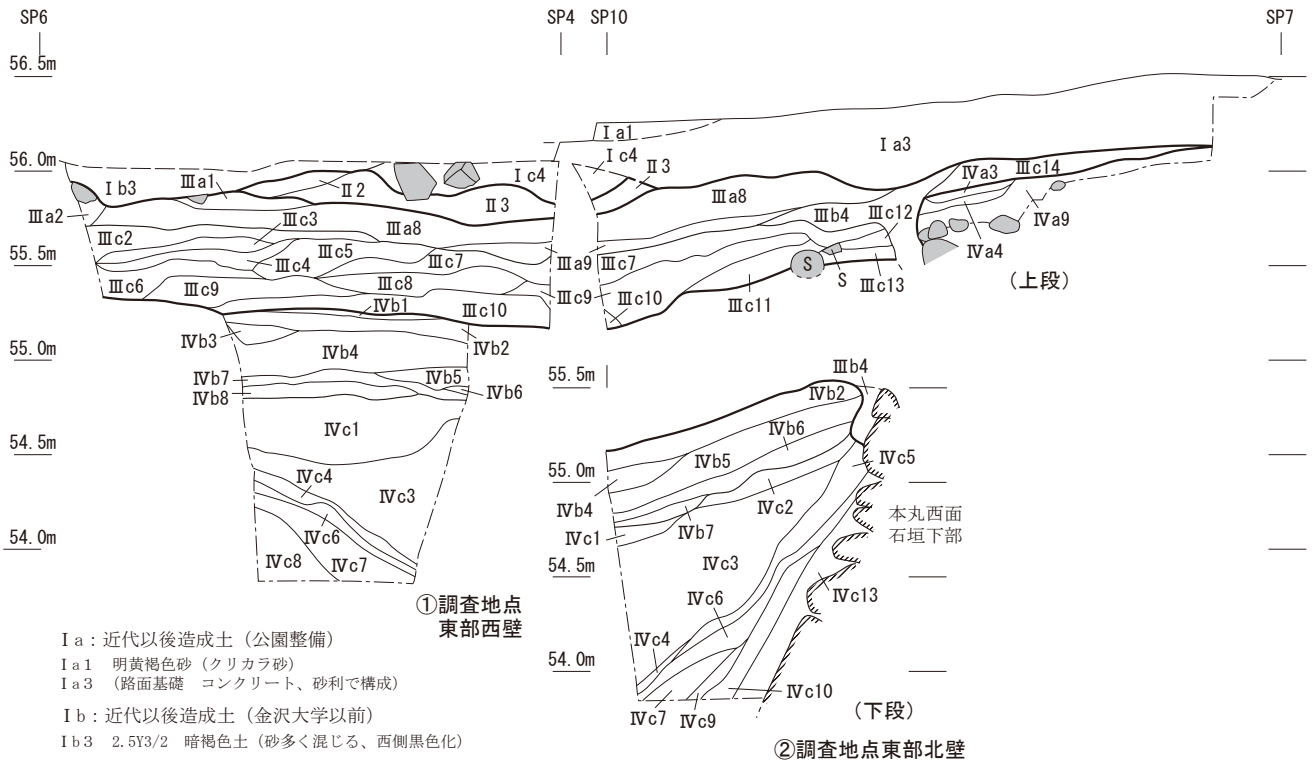 SP6
SP4
SP10
SP7
56.5m
56.0m
55.5m
55.0m
54.5m
54.0m
Ⅰa1
Ⅰa3
Ⅰb3
Ⅲa1
Ⅱ2
Ⅰc4
Ⅱ3
Ⅲa2
Ⅲc3
Ⅲa8
Ⅲc2
Ⅲc5
Ⅲc7
Ⅲc4
Ⅲc6
Ⅲc9
Ⅲc8
Ⅳb1
Ⅲc10
Ⅲa9
Ⅲc9
Ⅳb3
Ⅳb2
Ⅳb4
Ⅳb7
Ⅳb5
Ⅳb8
Ⅳb6
Ⅳc1
Ⅳc4
Ⅳc3
Ⅳc6
Ⅳc8
Ⅳc7
①調査地点
東部西壁
Ⅰc4
Ⅱ3
Ⅲa8
Ⅲb4
Ⅲc12
Ⅲc7
S
S
Ⅲc13
Ⅲc10
Ⅲc11
Ⅳa3
Ⅲc14
Ⅳa9
Ⅳa4
(上段)
55.5m
55.0m
54.5m
54.0m
Ⅲb4
Ⅳb2
Ⅳb6
Ⅳb5
Ⅳc5
Ⅳb4
Ⅳc2
Ⅳc1
Ⅳb7
本丸西面
石垣下部
Ⅳc3
Ⅳc6
Ⅳc13
Ⅳc4
Ⅳc10
Ⅳc7
Ⅳc9
(下段)
②調査地点東部北壁
Ⅰa：近代以後造成土（公園整備）
Ⅰa1　明黄褐色砂（クリカラ砂）
Ⅰa3　（路面基礎　コンクリート、砂利で構成）
Ⅰb：近代以後造成土（金沢大学以前）
Ⅰb3　2.5Y3/2　暗褐色土（砂多く混じる、西側黒色化）